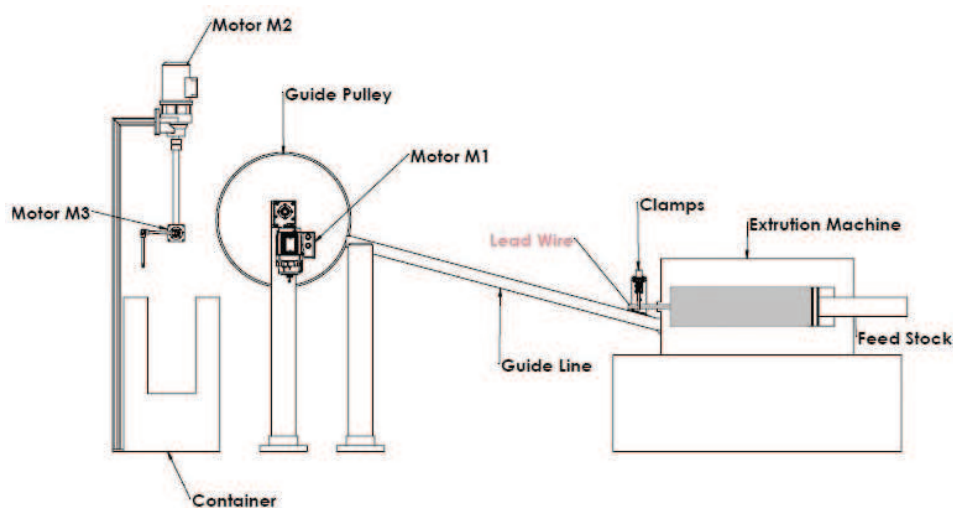 Motor M2
Guide Pulley
Motor M1
Clamps
Motor M3
Lead Wire
Extrution Machine
Guide Line
Feed Stock
Container